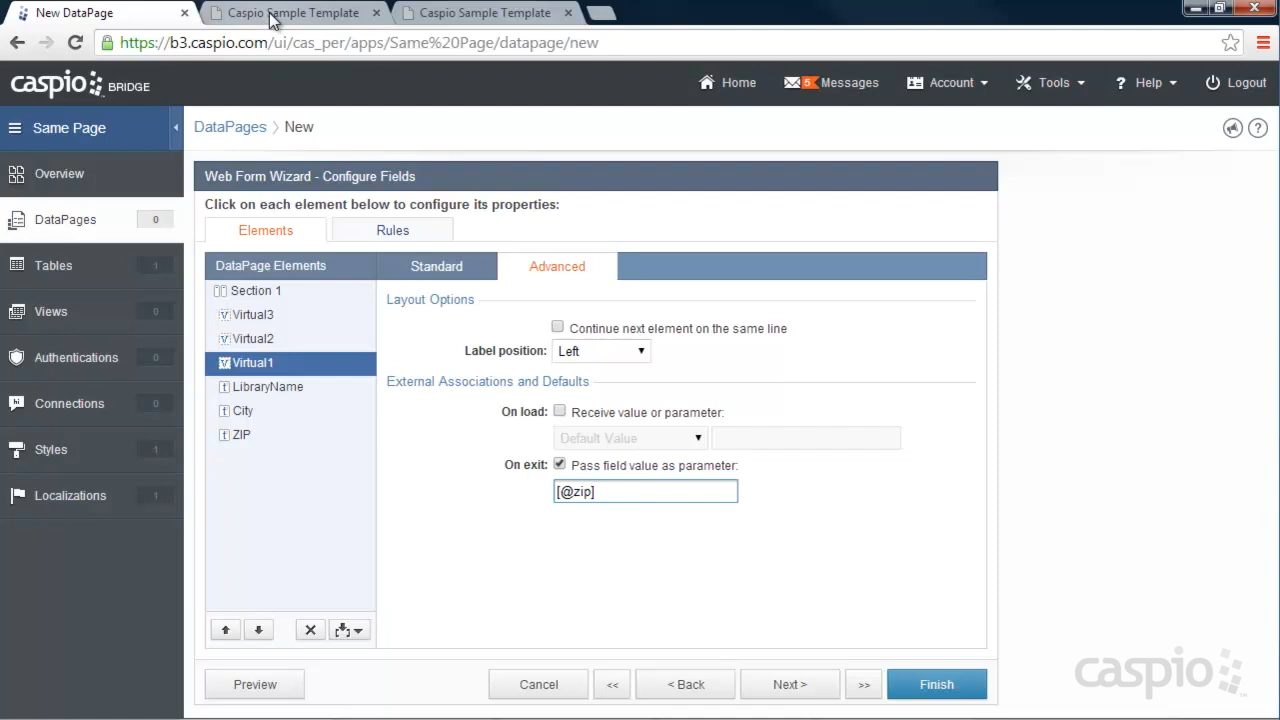 New DataPage
Caspio Sample Template
Caspio Sample Template
https://b3.caspio.com/ui/cas_per/apps/Same%20Page/datapage/new
caspio BRIDGE
Home
5 Messages
Account
Tools
? Help
Logout
Same Page
DataPages 〉 New
?
Overview
DataPages 0
Tables 1
Views 0
Authentications 0
hi Connections 0
Styles 1
Localizations 1
Web Form Wizard - Configure Fields
Click on each element below to configure its properties:
Elements
Rules
DataPage Elements
Standard
Advanced
Section 1
V Virtual3
V Virtual2
V Virtual1
t LibraryName
t City
t ZIP
Layout Options
Continue next element on the same line
Label position: Left
External Associations and Defaults
On load: Receive value or parameter:
Default Value
On exit: Pass field value as parameter:
[@zip]
Preview
Cancel
<<
< Back
Next >
>>
Finish
caspio